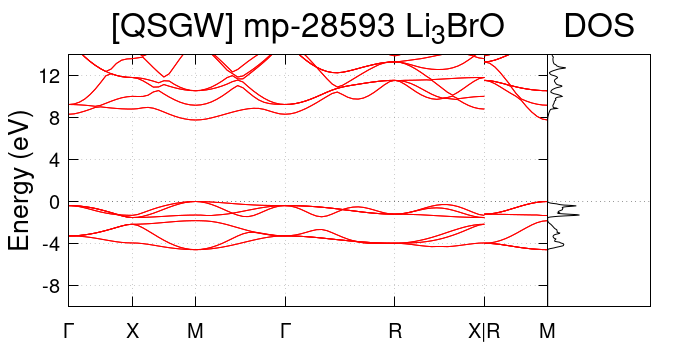 [QSGW] mp-28593 Li₃BrO DOS
Energy (eV)
12
8
4
0
-4
-8
Γ X M Γ R X|R M